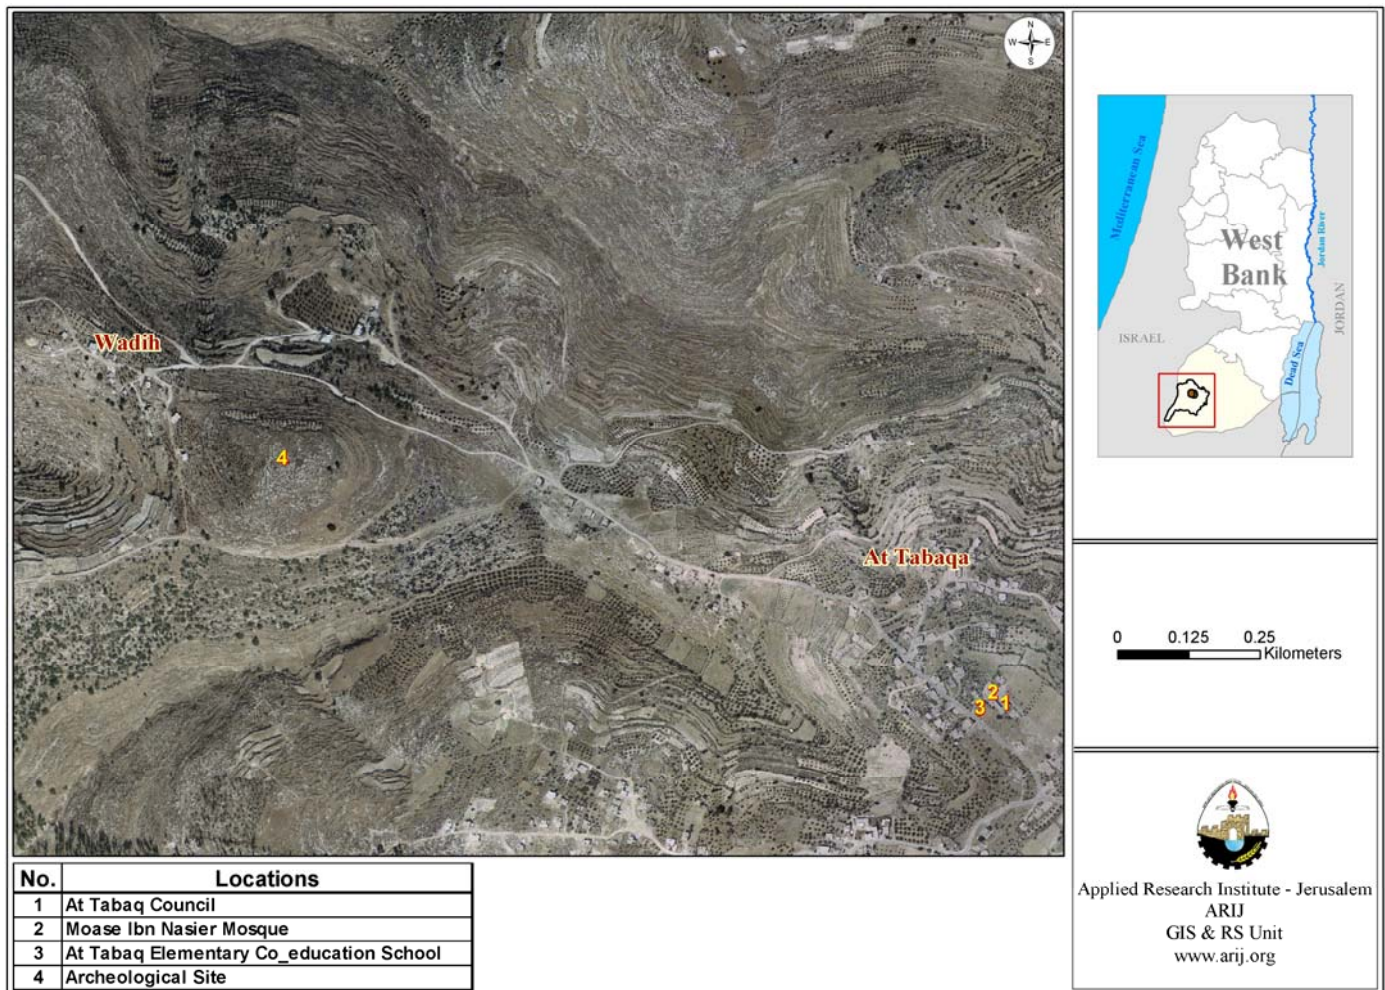 N
W E
S
Wadih
4
At Tabaqa
2
3 1
Mediterranean Sea
West
Bank
Jordan River
JORDAN
ISRAEL
Dead Sea
0 0.125 0.25
Kilometers
Applied Research Institute - Jerusalem
ARIJ
GIS & RS Unit
www.arij.org
No. Locations
1 At Tabaq Council
2 Moase Ibn Nasier Mosque
3 At Tabaq Elementary Co_education School
4 Archeological Site